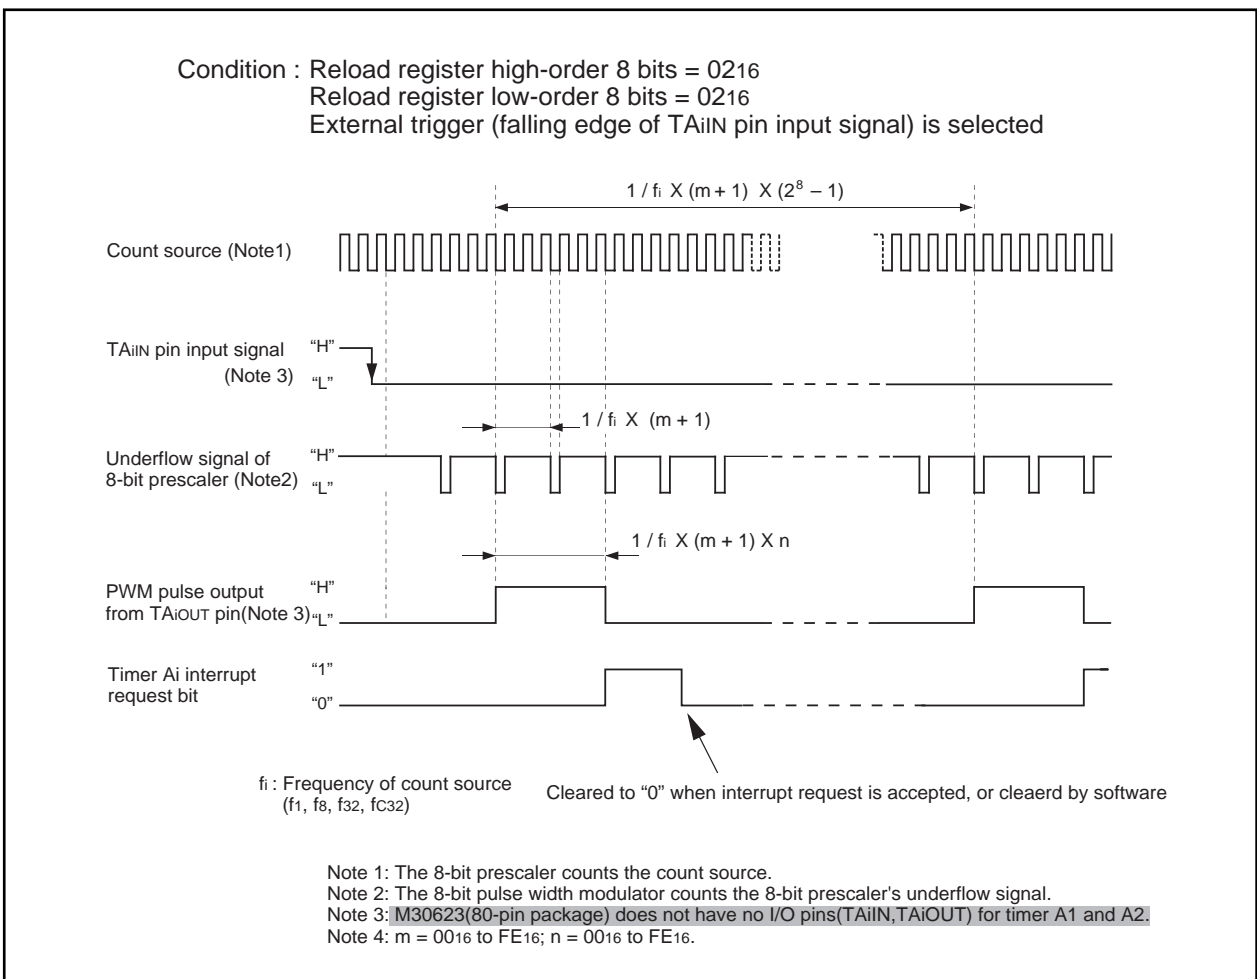 Condition : Reload register high-order 8 bits = 0216
Reload register low-order 8 bits = 0216
External trigger (falling edge of TAiIN pin input signal) is selected
1 / fi X (m + 1) X (2⁸ – 1)
Count source (Note1)
TAiIN pin input signal
(Note 3)
“H”
“L”
1 / fi X (m + 1)
Underflow signal of
8-bit prescaler (Note2)
“H”
“L”
1 / fi X (m + 1) X n
PWM pulse output
from TAiOUT pin(Note 3)
“H”
“L”
Timer Ai interrupt
request bit
“1”
“0”
fi : Frequency of count source
(f1, f8, f32, fC32)
Cleared to “0” when interrupt request is accepted, or cleaerd by software
Note 1: The 8-bit prescaler counts the count source.
Note 2: The 8-bit pulse width modulator counts the 8-bit prescaler's underflow signal.
Note 3: M30623(80-pin package) does not have no I/O pins(TAiIN,TAiOUT) for timer A1 and A2.
Note 4: m = 0016 to FE16; n = 0016 to FE16.